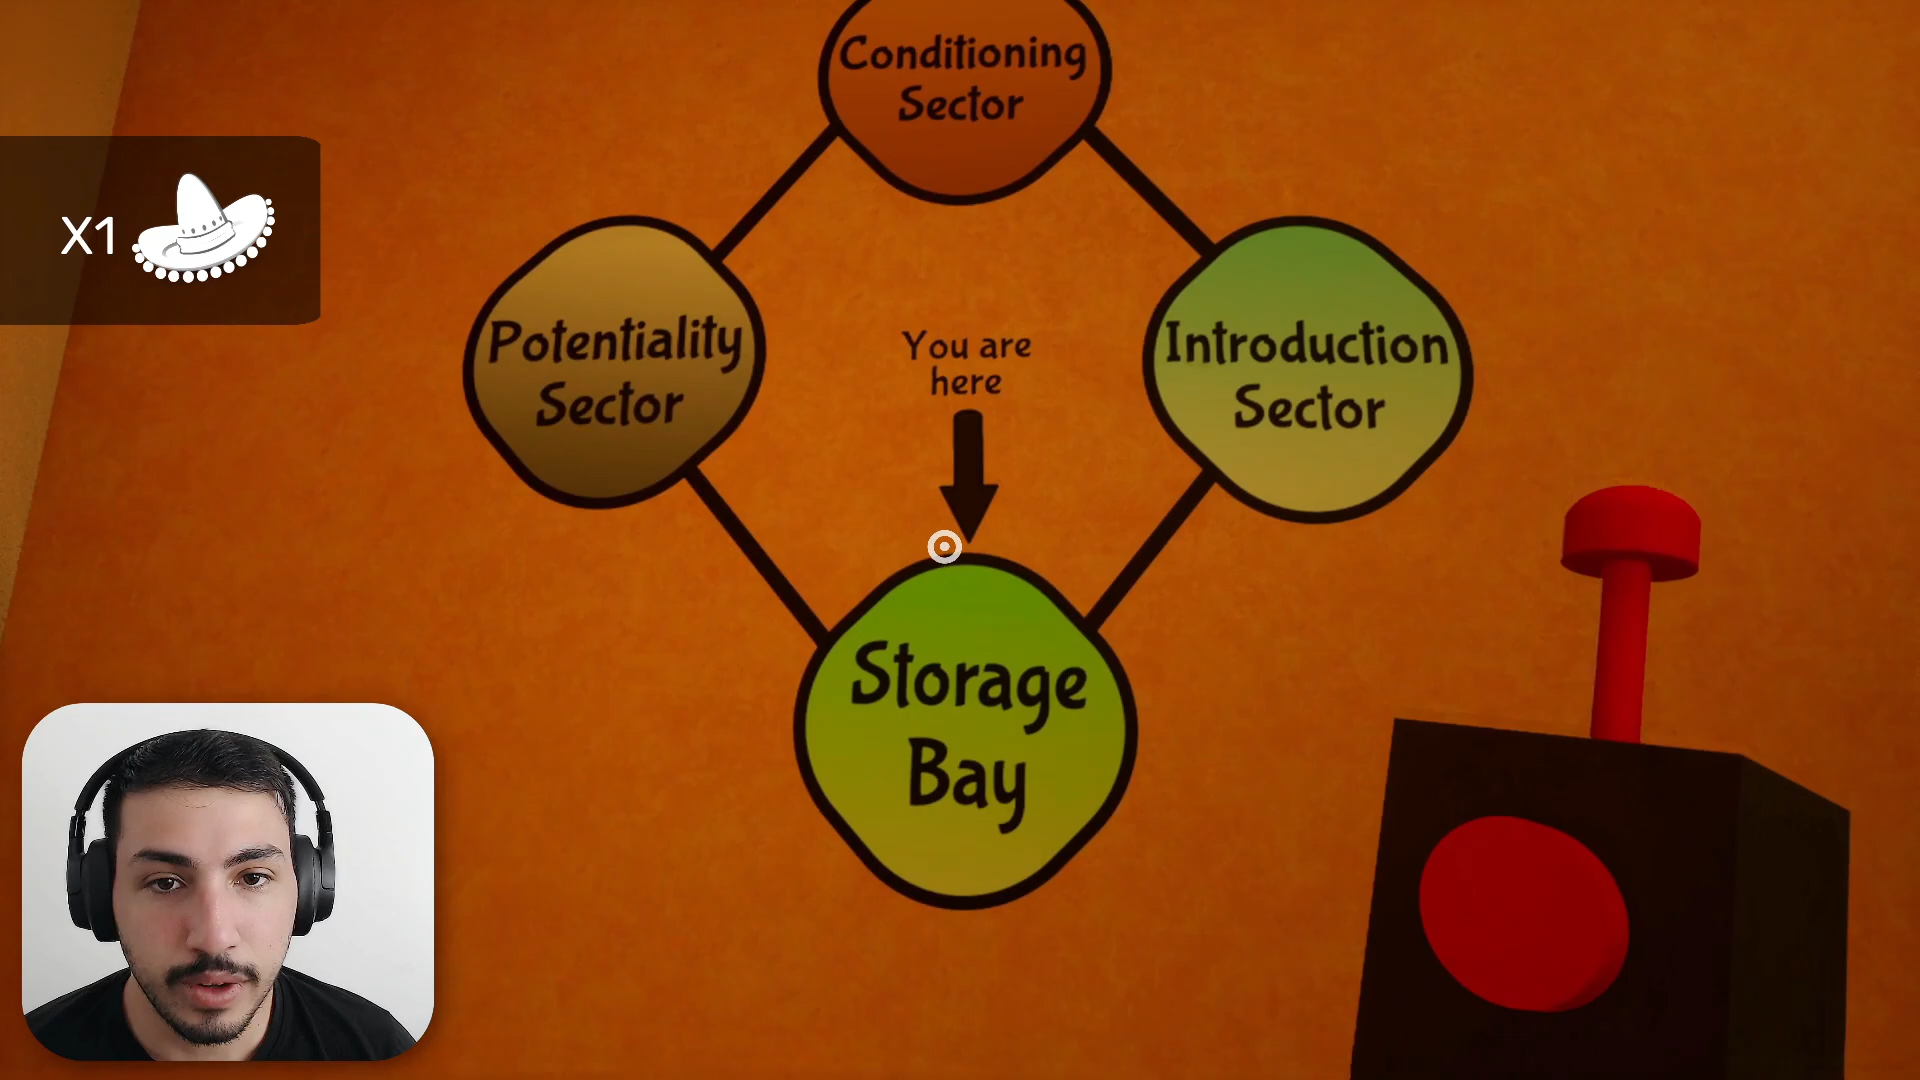 Conditioning
Sector
X1
Potentiality
Sector
You are
here
Introduction
Sector
Storage
Bay